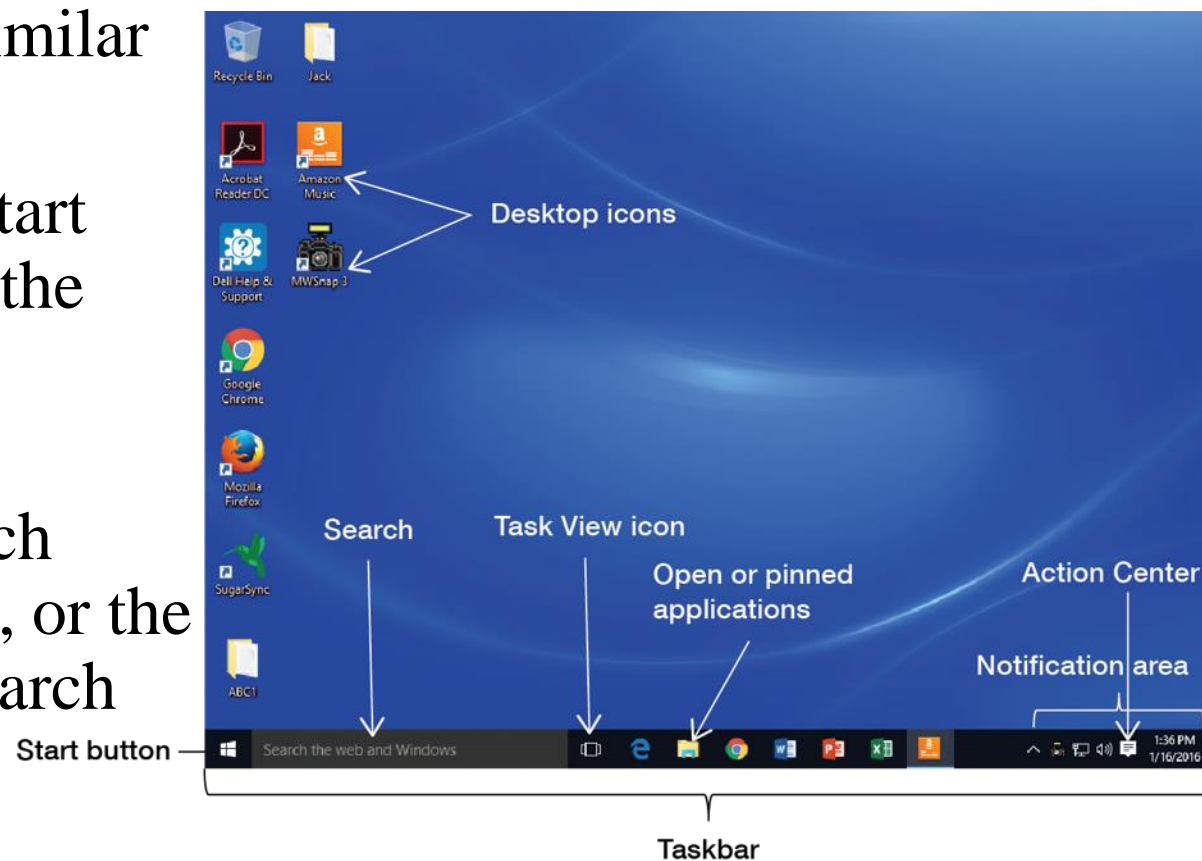 imilar
tart
the
ch
, or the
arch
Recycle Bin
Jack
Acrobat
Reader DC
Amazon
Music
Desktop icons
Dell Help &
Support
MWSnap 3
Google
Chrome
Mozilla
Firefox
Search
Task View icon
Open or pinned
applications
Action Center
SugarSync
Notification area
ABC1
Start button
Search the web and Windows
1:36 PM
1/16/2016
Taskbar